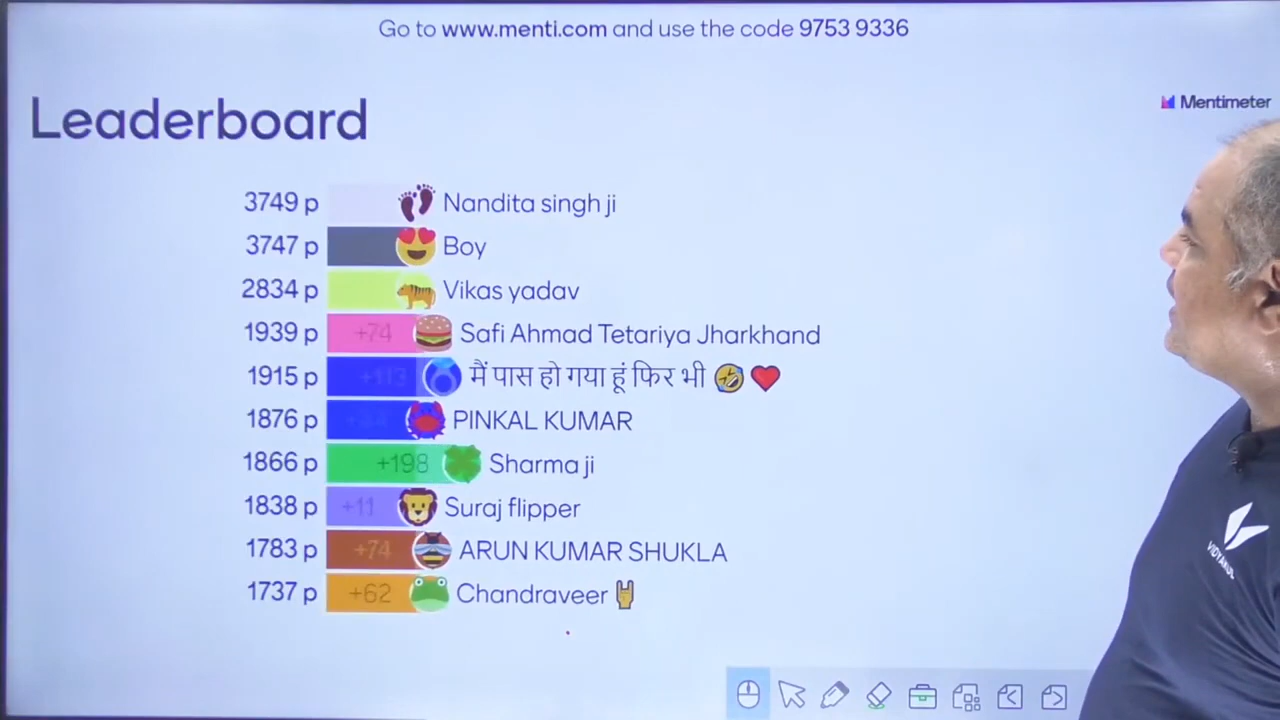 Go to www.menti.com and use the code 9753 9336
Mentimeter
Leaderboard
3749 p Nandita singh ji
3747 p Boy
2834 p Vikas yadav
1939 p +74 Safi Ahmad Tetariya Jharkhand
1915 p +113 मैं पास हो गया हूं फिर भी 🤣❤️
1876 p PINKAL KUMAR
1866 p +198 Sharma ji
1838 p +11 Suraj flipper
1783 p +74 ARUN KUMAR SHUKLA
1737 p +62 Chandraveer 🤘
VIDYAKUL